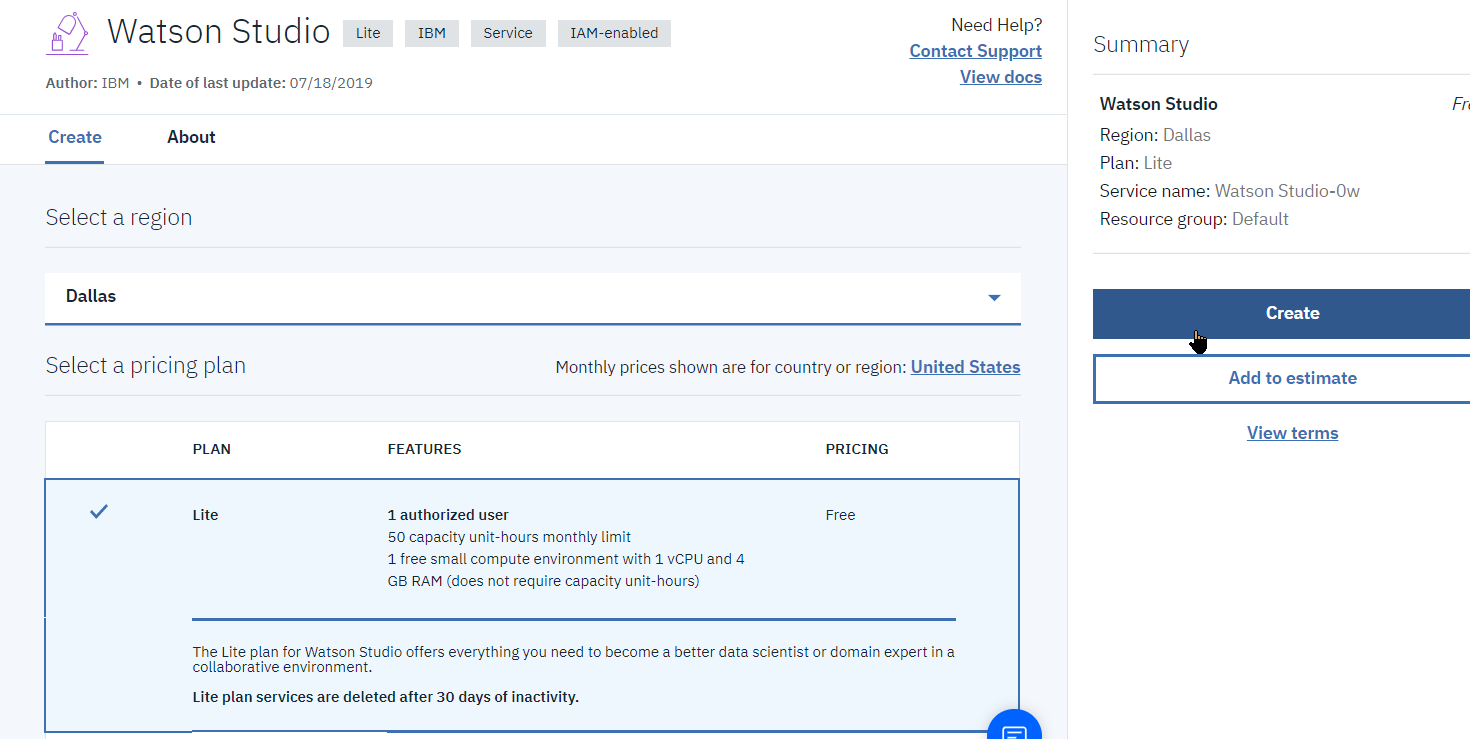 Watson Studio
Lite
IBM
Service
IAM-enabled
Author: IBM • Date of last update: 07/18/2019
Need Help?
Contact Support
View docs
Create
About
Select a region
Dallas
Select a pricing plan
Monthly prices shown are for country or region: United States
PLAN
FEATURES
PRICING
Lite
1 authorized user
Free
50 capacity unit-hours monthly limit
1 free small compute environment with 1 vCPU and 4
GB RAM (does not require capacity unit-hours)
The Lite plan for Watson Studio offers everything you need to become a better data scientist or domain expert in a
collaborative environment.
Lite plan services are deleted after 30 days of inactivity.
Summary
Watson Studio
Region: Dallas
Plan: Lite
Service name: Watson Studio-0w
Resource group: Default
Create
Add to estimate
View terms